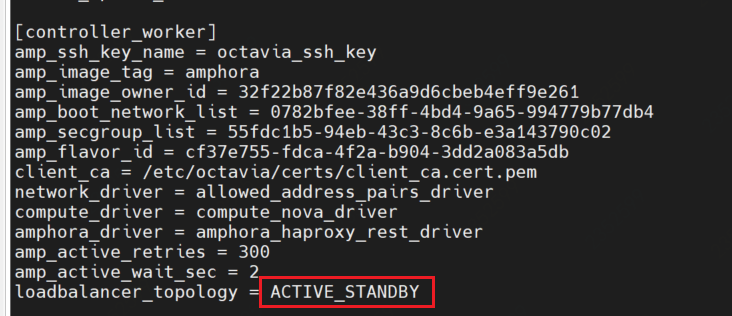 [controller_worker]
amp_ssh_key_name = octavia_ssh_key
amp_image_tag = amphora
amp_image_owner_id = 32f22b87f82e436a9d6cbeb4eff9e261
amp_boot_network_list = 0782bfee-38ff-4bd4-9a65-994779b77db4
amp_secgroup_list = 55fdc1b5-94eb-43c3-8c6b-e3a143790c02
amp_flavor_id = cf37e755-fdca-4f2a-b904-3dd2a083a5db
client_ca = /etc/octavia/certs/client_ca.cert.pem
network_driver = allowed_address_pairs_driver
compute_driver = compute_nova_driver
amphora_driver = amphora_haproxy_rest_driver
amp_active_retries = 300
amp_active_wait_sec = 2
loadbalancer_topology = ACTIVE_STANDBY